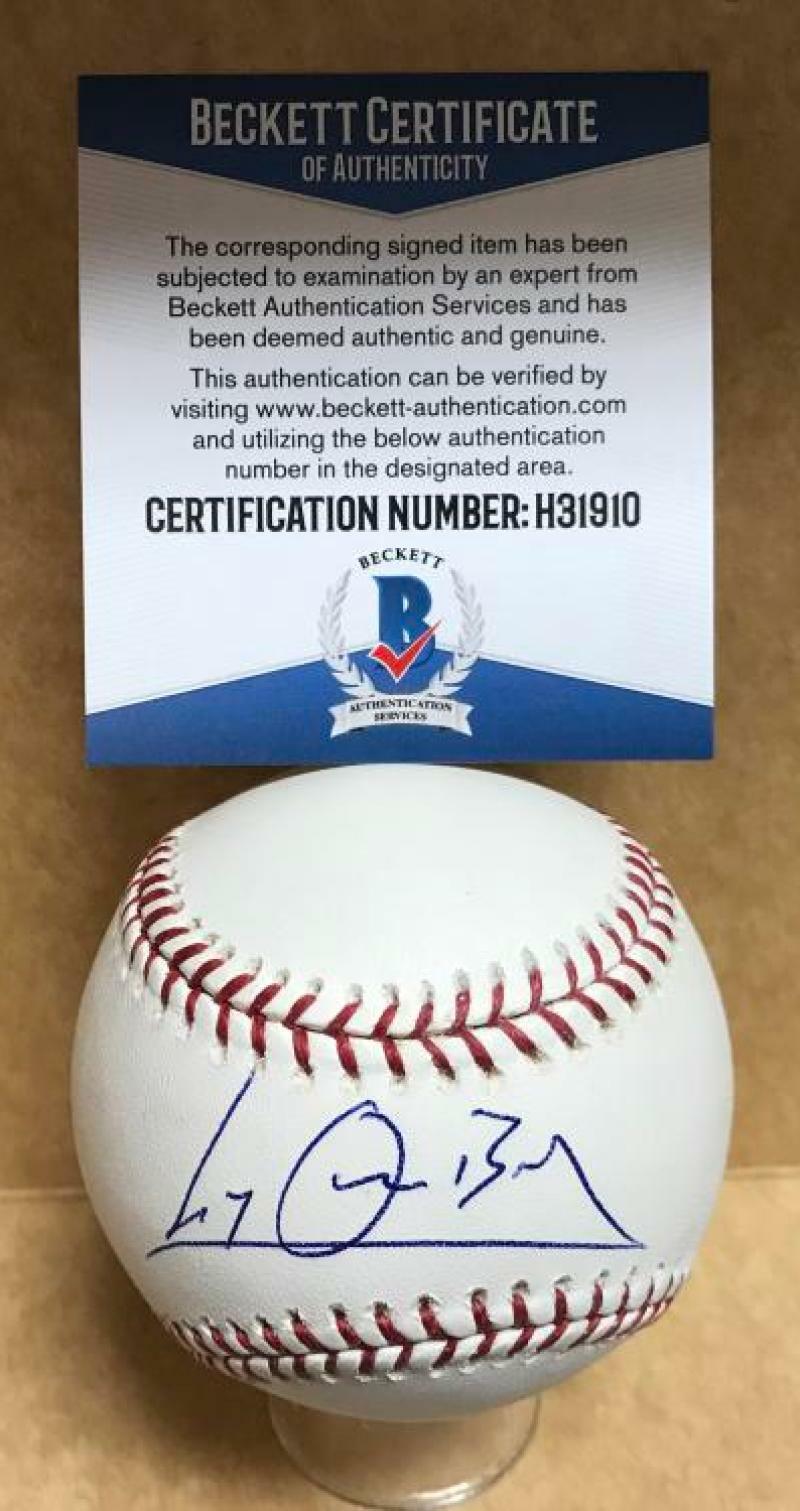 BECKETT CERTIFICATE
OF AUTHENTICITY
The corresponding signed item has been
subjected to examination by an expert from
Beckett Authentication Services and has
been deemed authentic and genuine.
This authentication can be verified by
visiting www.beckett-authentication.com
and utilizing the below authentication
number in the designated area.
CERTIFICATION NUMBER: H31910
BECKETT
B
AUTHENTICATION
SERVICES